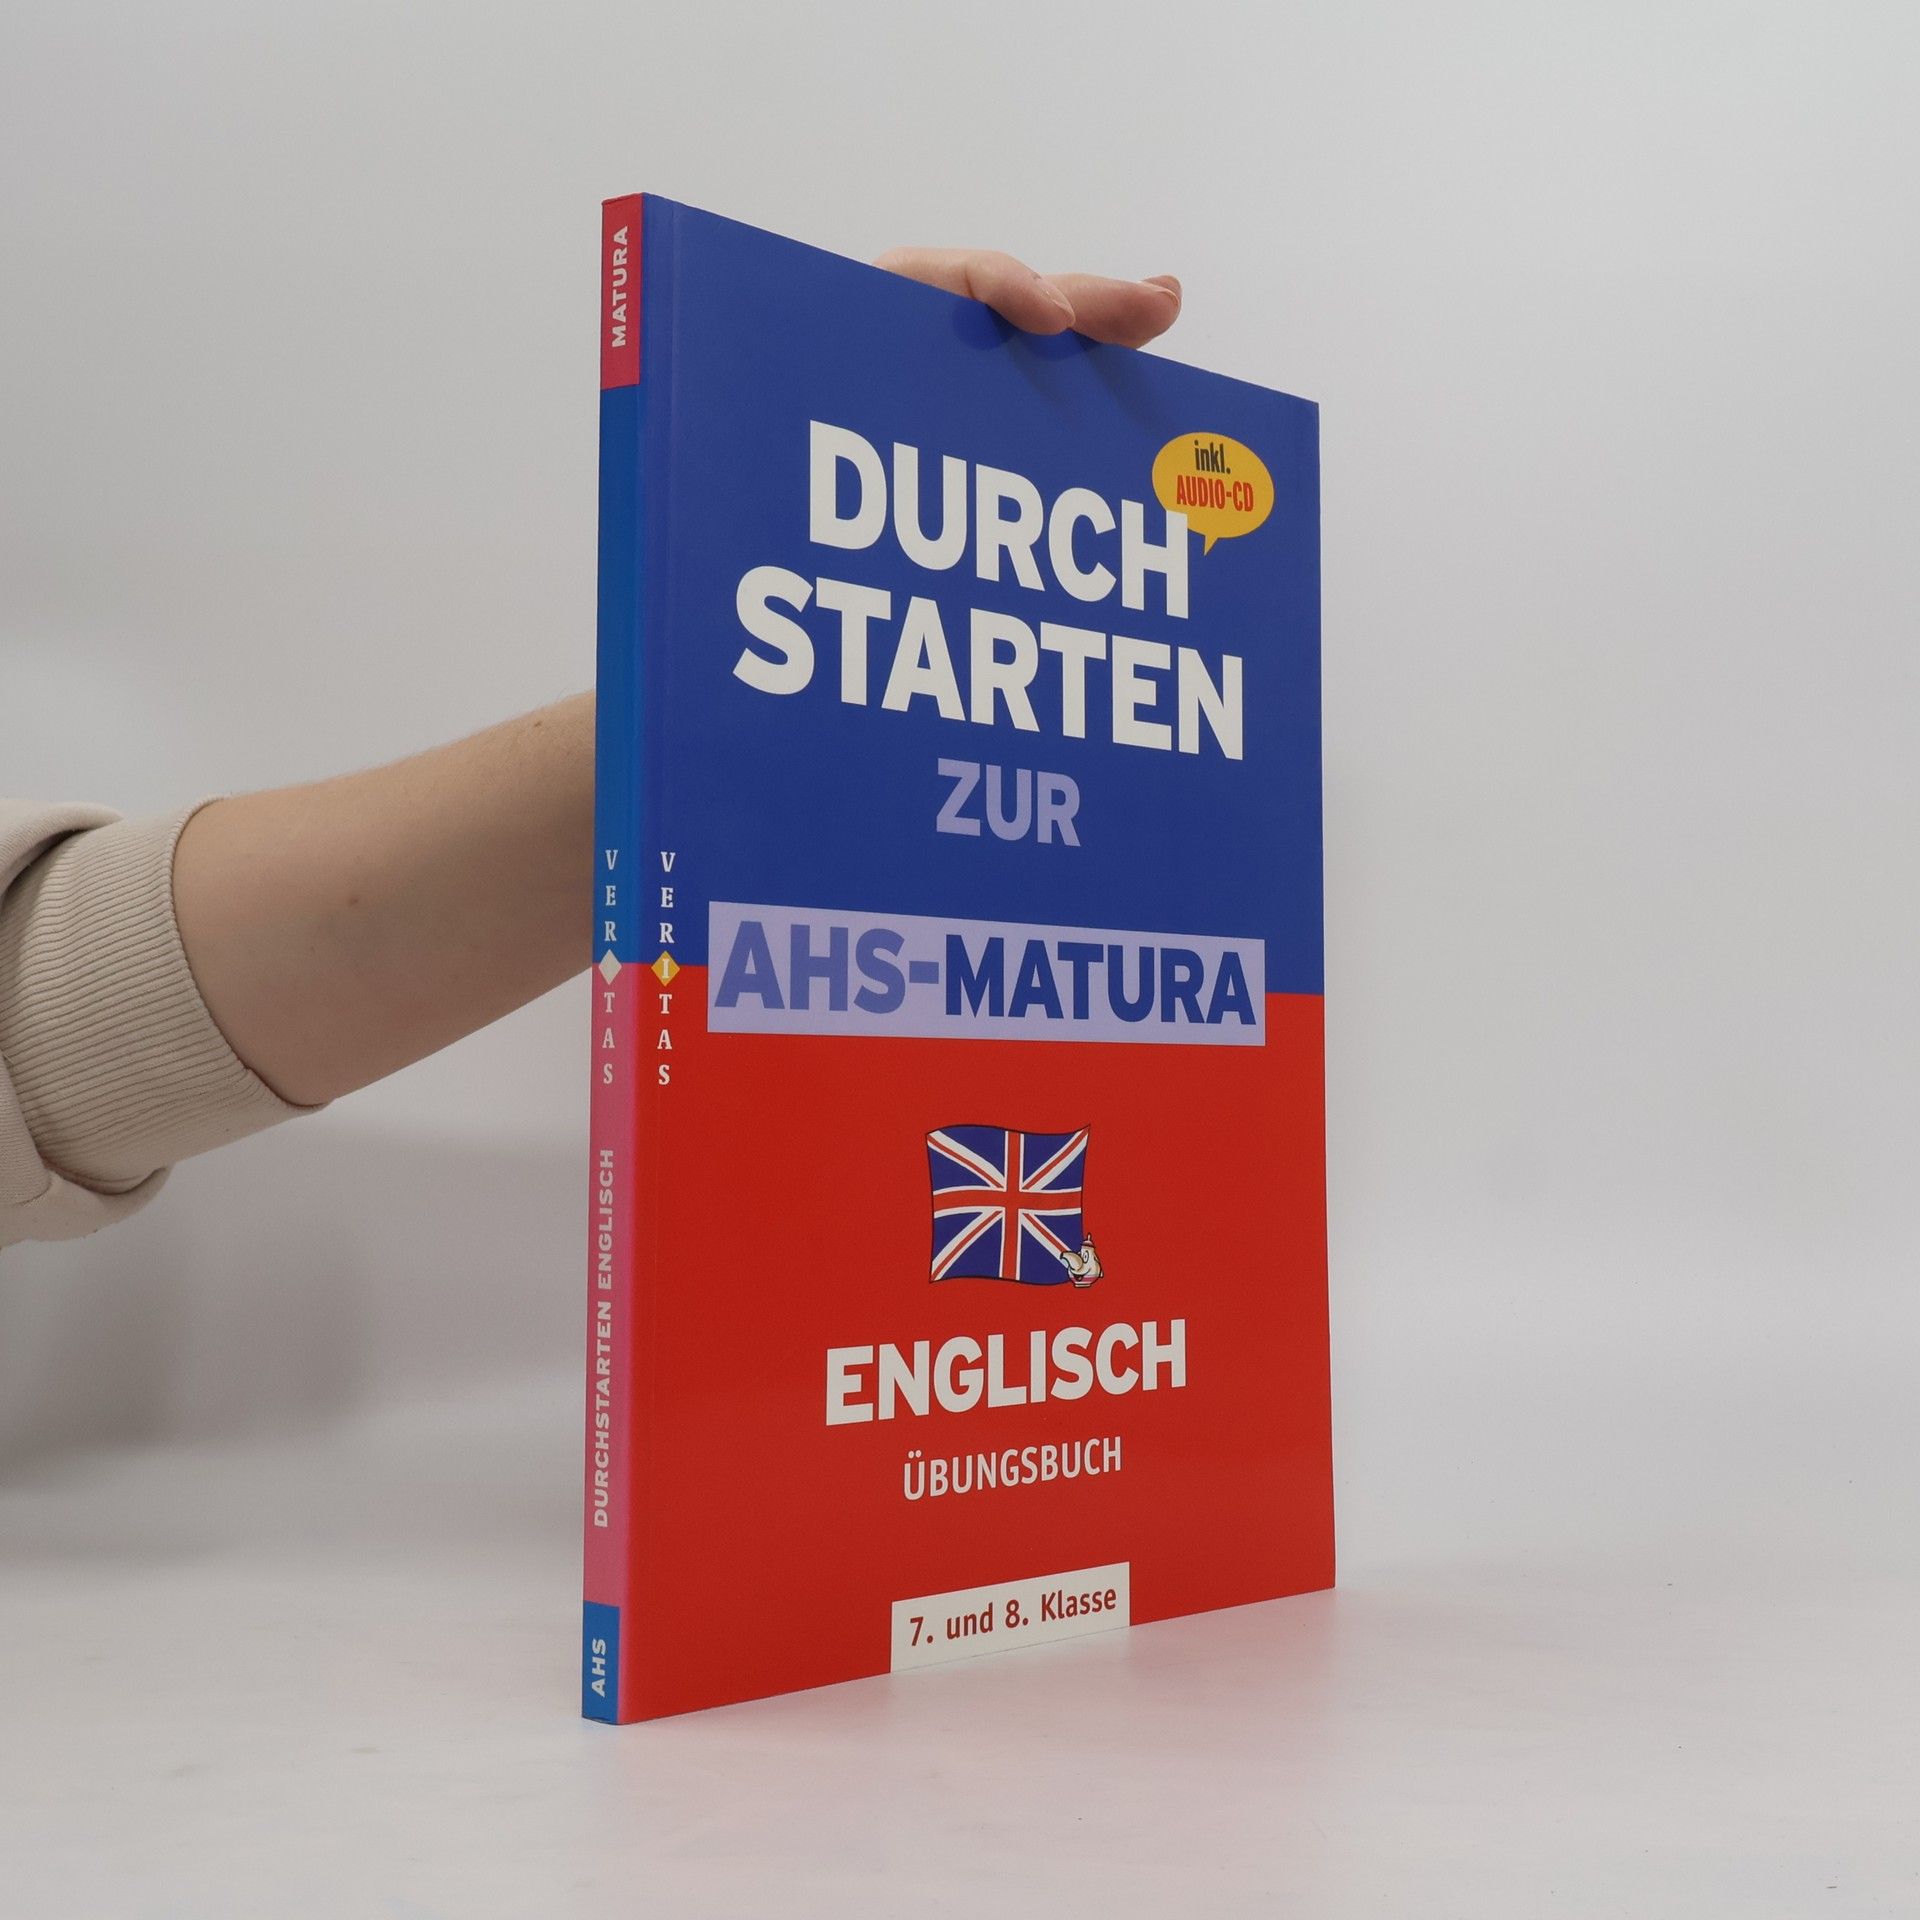 MATURA
VERITAS
DURCHSTARTEN ENGLISCH
AHS
inkl.
AUDIO-CD
DURCH
STARTEN
ZUR
AHS-MATURA
VERITAS
ENGLISCH
ÜBUNGSBUCH
7. und 8. Klasse